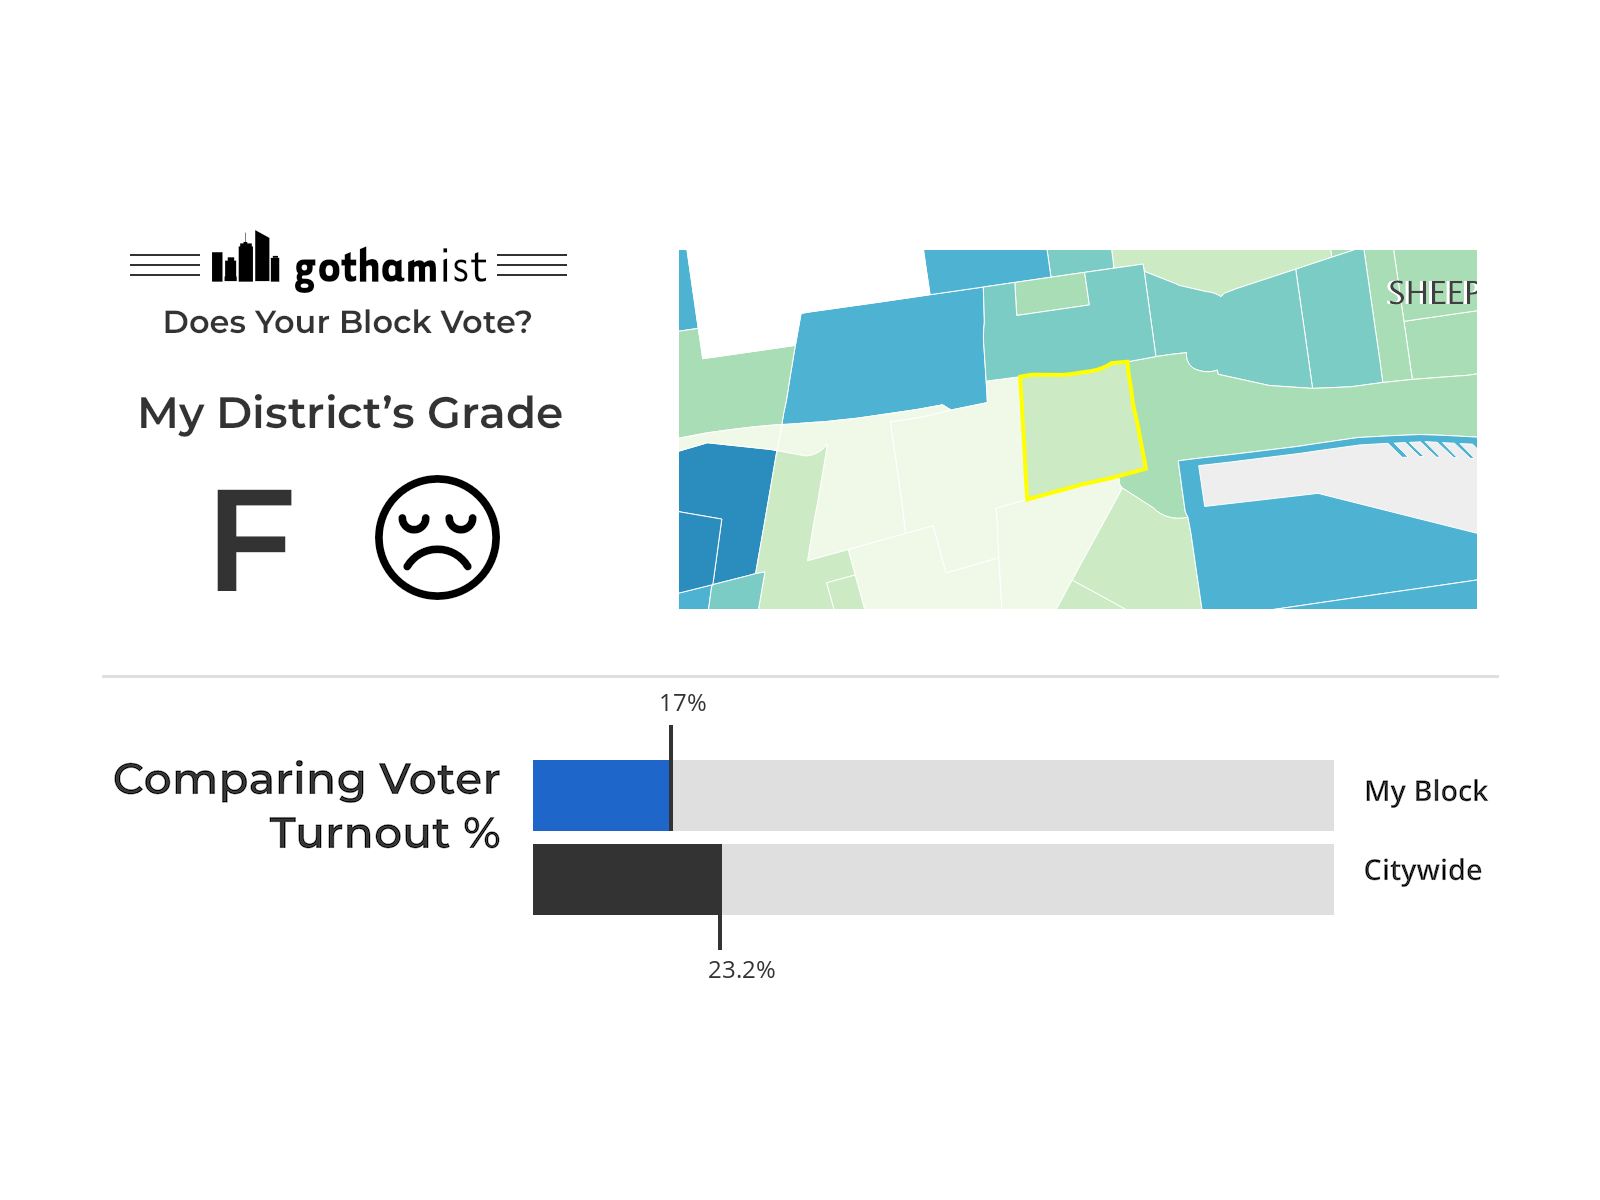 gothamist
Does Your Block Vote?
My District’s Grade
F
SHEEP
17%
Comparing Voter
Turnout %
My Block
Citywide
23.2%